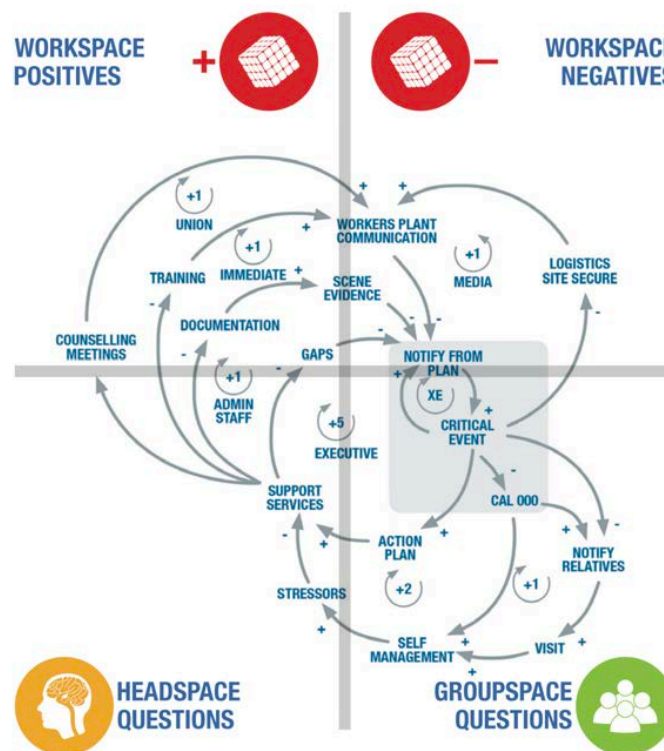 WORKSPACE
POSITIVES
+
-
WORKSPACE
NEGATIVES
+1
UNION
+ +
WORKERS PLANT
COMMUNICATION
+
+1
IMMEDIATE
+1
MEDIA
TRAINING
-
LOGISTICS
SITE SECURE
-
+
SCENE
EVIDENCE
DOCUMENTATION
-
- -
COUNSELLING
MEETINGS
GAPS
-
-
NOTIFY FROM
PLAN
+
XE
+1
ADMIN
STAFF
+5
EXECUTIVE
+
CRITICAL
EVENT
-
CAL 000
SUPPORT
SERVICES
-
+
ACTION
PLAN
+
+
-
NOTIFY
RELATIVES
STRESSORS
+
+2
+1
SELF
MANAGEMENT
+
+
VISIT
+
HEADSPACE
QUESTIONS
GROUPSPACE
QUESTIONS